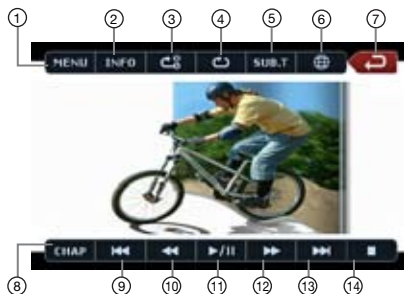 ① ② ③ ④ ⑤ ⑥ ⑦
MENU INFO SUB.T
CHAP
⑧ ⑨ ⑩ ⑪ ⑫ ⑬ ⑭